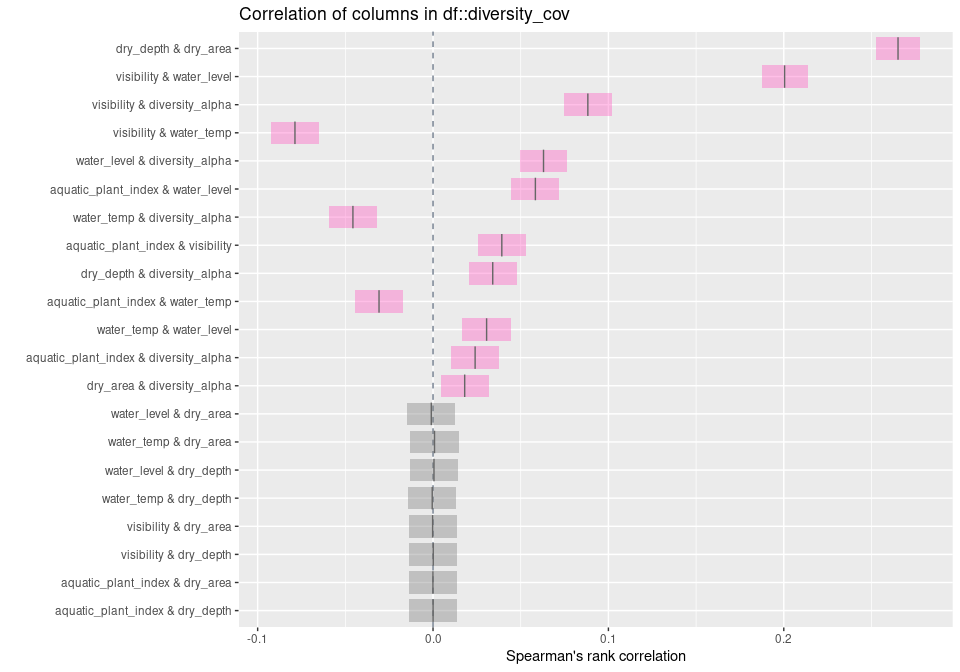 Correlation of columns in df::diversity_cov
dry_depth & dry_area
visibility & water_level
visibility & diversity_alpha
visibility & water_temp
water_level & diversity_alpha
aquatic_plant_index & water_level
water_temp & diversity_alpha
aquatic_plant_index & visibility
dry_depth & diversity_alpha
aquatic_plant_index & water_temp
water_temp & water_level
aquatic_plant_index & diversity_alpha
dry_area & diversity_alpha
water_level & dry_area
water_temp & dry_area
water_level & dry_depth
water_temp & dry_depth
visibility & dry_area
visibility & dry_depth
aquatic_plant_index & dry_area
aquatic_plant_index & dry_depth
-0.1 0.0 0.1 0.2
Spearman's rank correlation